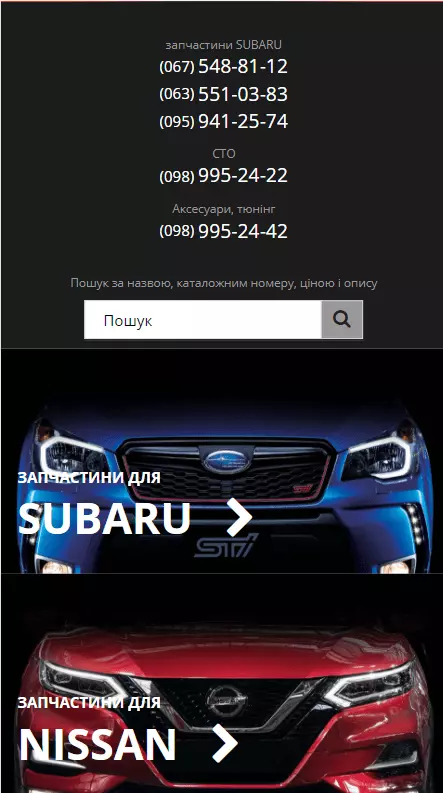 запчастини SUBARU
(067) 548-81-12
(063) 551-03-83
(095) 941-25-74
СТО
(098) 995-24-22
Аксесуари, тюнінг
(098) 995-24-42
Пошук за назвою, каталожним номеру, ціною і опису
Пошук
ЗАПЧАСТИНИ ДЛЯ
SUBARU
STI
ЗАПЧАСТИНИ ДЛЯ
NISSAN